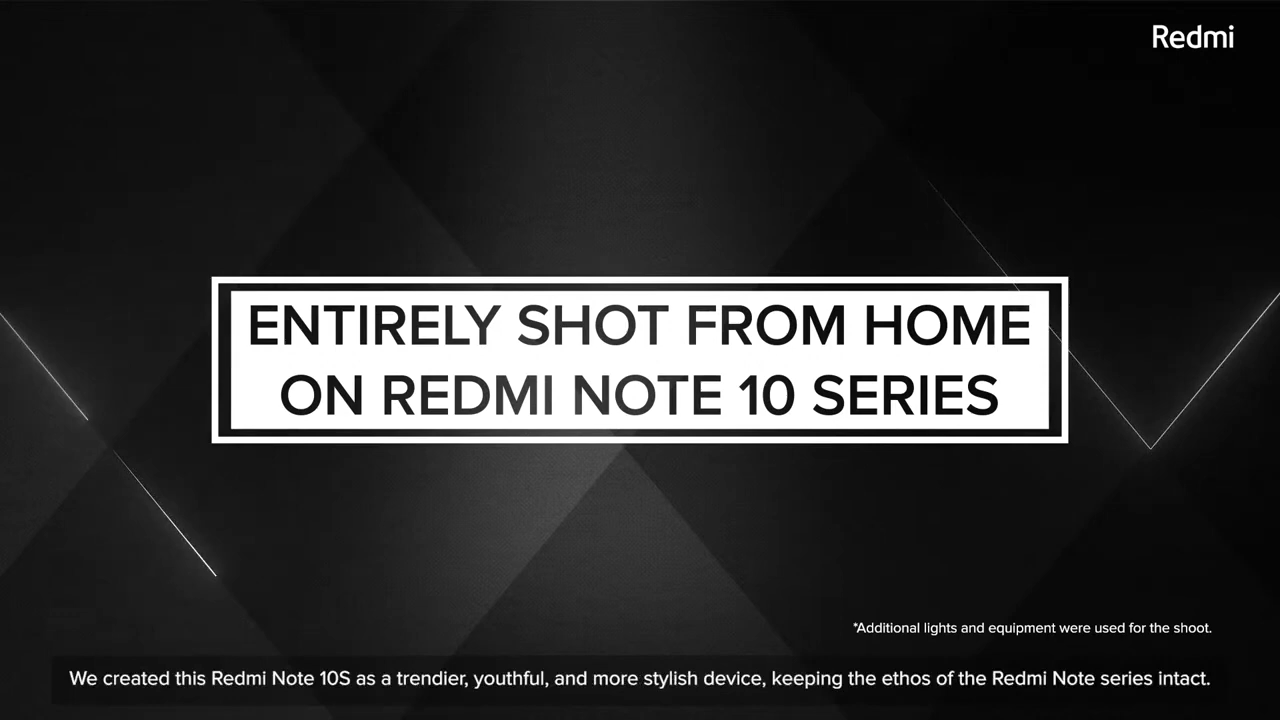 Redmi
ENTIRELY SHOT FROM HOME
ON REDMI NOTE 10 SERIES
*Additional lights and equipment were used for the shoot.
We created this Redmi Note 10S as a trendier, youthful, and more stylish device, keeping the ethos of the Redmi Note series intact.